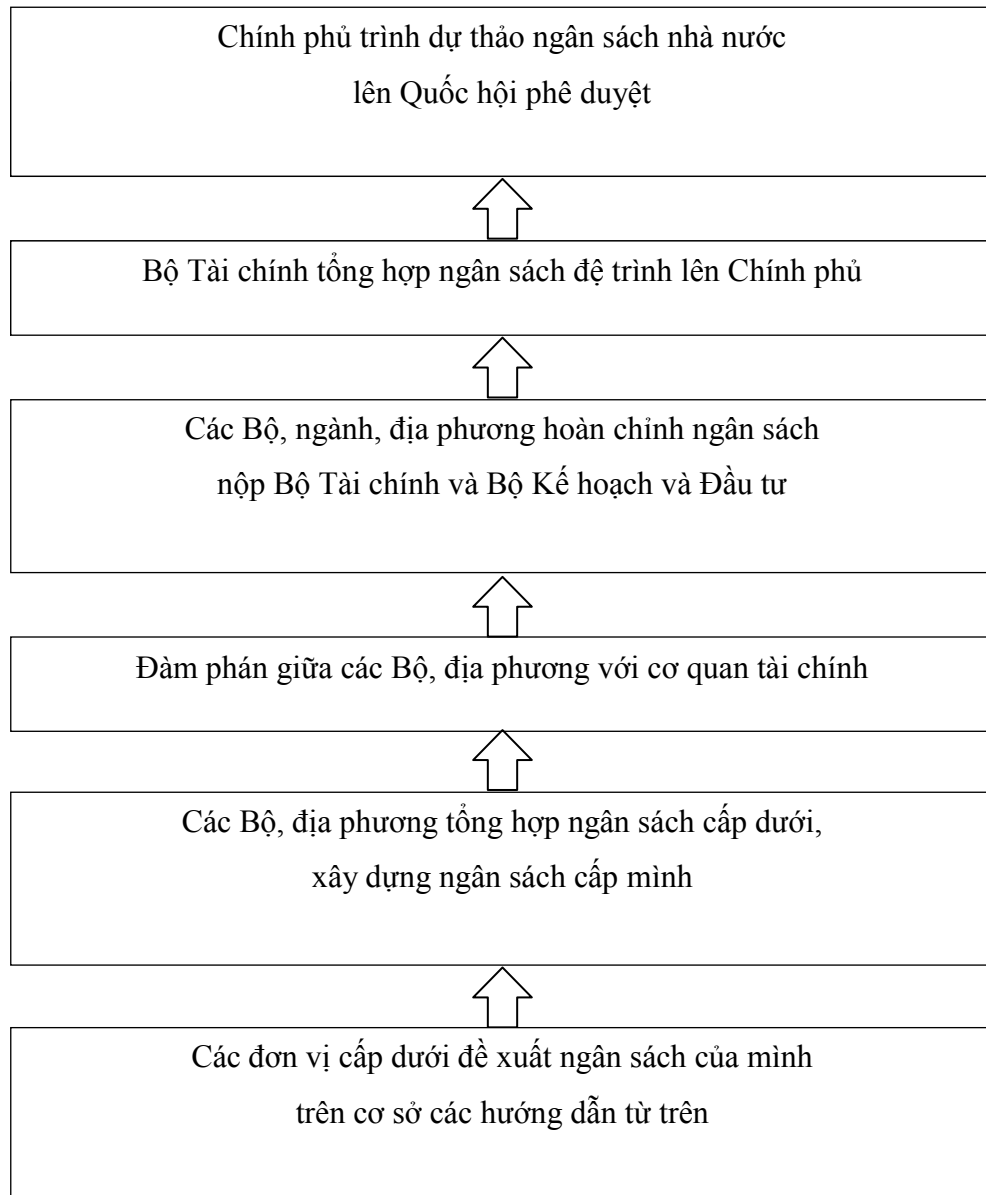 Chính phủ trình dự thảo ngân sách nhà nước
lên Quốc hội phê duyệt
Bộ Tài chính tổng hợp ngân sách đệ trình lên Chính phủ
Các Bộ, ngành, địa phương hoàn chỉnh ngân sách
nộp Bộ Tài chính và Bộ Kế hoạch và Đầu tư
Đàm phán giữa các Bộ, địa phương với cơ quan tài chính
Các Bộ, địa phương tổng hợp ngân sách cấp dưới,
xây dựng ngân sách cấp mình
Các đơn vị cấp dưới đề xuất ngân sách của mình
trên cơ sở các hướng dẫn từ trên